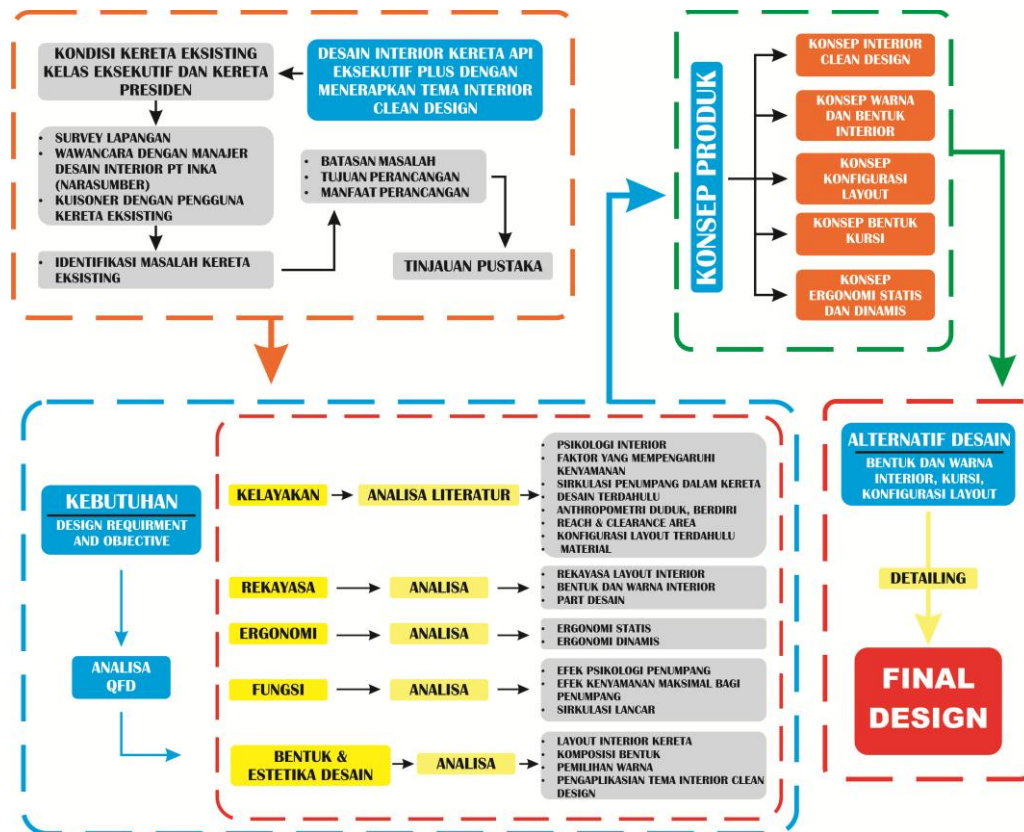 DESAIN INTERIOR KERETA API
EKSEKUTIF PLUS DENGAN
MENERAPKAN TEMA INTERIOR
CLEAN DESIGN
KONDISI KERETA EKSISTING
KELAS EKSEKUTIF DAN KERETA
PRESIDEN
• SURVEY LAPANGAN
• WAWANCARA DENGAN MANAJER
DESAIN INTERIOR PT INKA
(NARASUMBER)
• KUISONER DENGAN PENGGUNA
KERETA EKSISTING
• IDENTIFIKASI MASALAH KERETA
EKSISTING
• BATASAN MASALAH
• TUJUAN PERANCANGAN
• MANFAAT PERANCANGAN
TINJAUAN PUSTAKA
KEBUTUHAN
DESIGN REQUIRMENT
AND OBJECTIVE
ANALISA
QFD
KELAYAKAN
ANALISA LITERATUR
• PSIKOLOGI INTERIOR
• FAKTOR YANG MEMPENGARUHI
KENYAMANAN
• SIRKULASI PENUMPANG DALAM KERETA
DESAIN TERDAHULU
• ANTHROPOMETRI DUDUK, BERDIRI
• REACH & CLEARANCE AREA
• KONFIGURASI LAYOUT TERDAHULU
• MATERIAL
REKAYASA
ANALISA
• REKAYASA LAYOUT INTERIOR
• BENTUK DAN WARNA INTERIOR
• PART DESAIN
ERGONOMI
ANALISA
• ERGONOMI STATIS
• ERGONOMI DINAMIS
FUNGSI
ANALISA
• EFEK PSIKOLOGI PENUMPANG
• EFEK KENYAMANAN MAKSIMAL BAGI
PENUMPANG
• SIRKULASI LANCAR
BENTUK &
ESTETIKA DESAIN
ANALISA
• LAYOUT INTERIOR KERETA
• KOMPOSISI BENTUK
• PEMILIHAN WARNA
• PENGAPLIKASIAN TEMA INTERIOR CLEAN
DESIGN
KONSEP PRODUK
KONSEP INTERIOR
CLEAN DESIGN
KONSEP WARNA
DAN BENTUK
INTERIOR
KONSEP
KONFIGURASI
LAYOUT
KONSEP BENTUK
KURSI
KONSEP
ERGONOMI STATIS
DAN DINAMIS
ALTERNATIF DESAIN
BENTUK DAN WARNA
INTERIOR, KURSI,
KONFIGURASI LAYOUT
DETAILING
FINAL
DESIGN